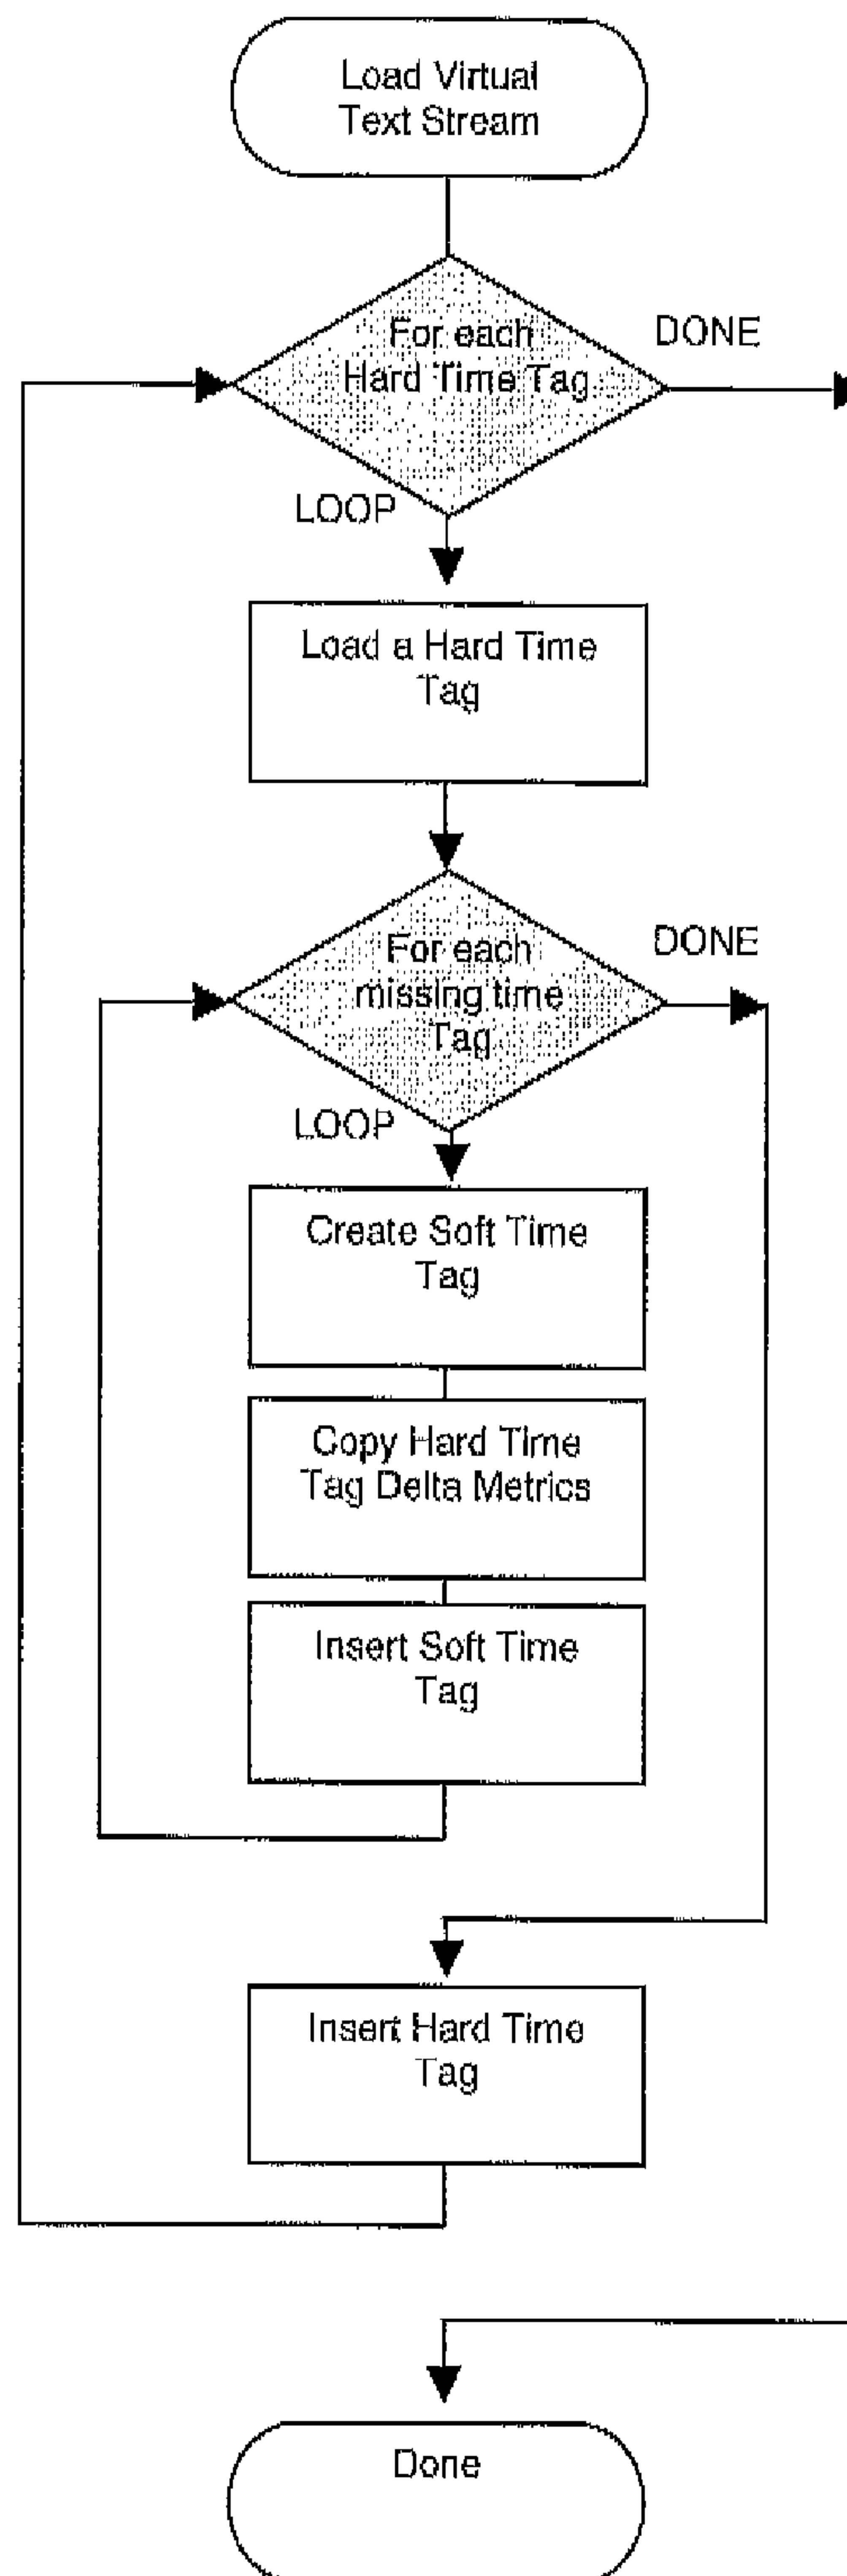 Load Virtual
Text Stream
For each
Hard Time Tag
DONE
LOOP
Load a Hard Time
Tag
For each
missing time
Tag
DONE
LOOP
Create Soft Time
Tag
Copy Hard Time
Tag Delta Metrics
Insert Soft Time
Tag
Insert Hard Time
Tag
Done